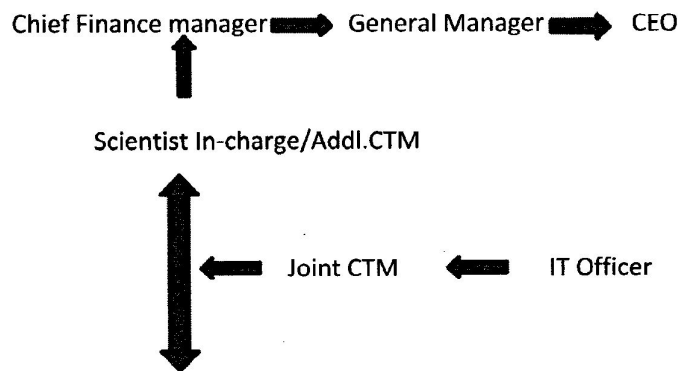 Chief Finance manager General Manager CEO
Scientist In-charge/Addl.CTM
Joint CTM IT Officer